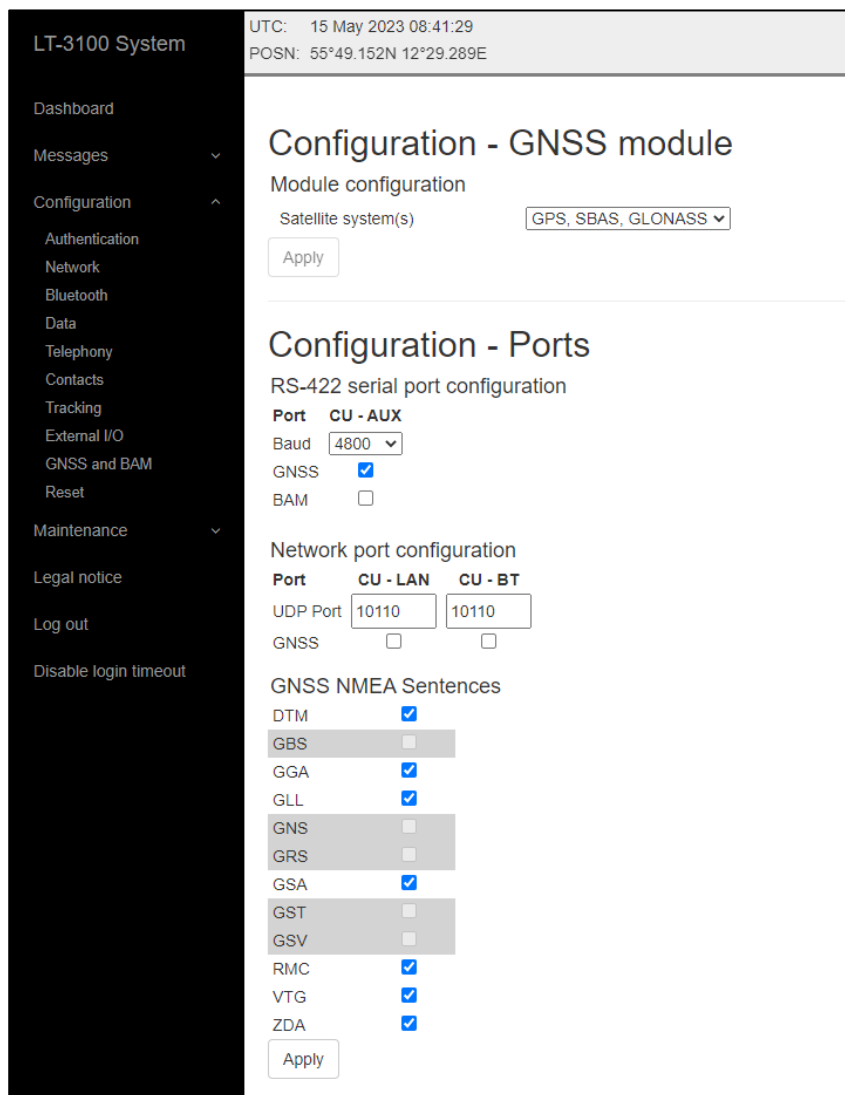 LT-3100 System
Dashboard
Messages
Configuration
Authentication
Network
Bluetooth
Data
Telephony
Contacts
Tracking
External I/O
GNSS and BAM
Reset
Maintenance
Legal notice
Log out
Disable login timeout
UTC: 15 May 2023 08:41:29
POSN: 55°49.152N 12°29.289E
Configuration - GNSS module
Module configuration
Satellite system(s) GPS, SBAS, GLONASS
Apply
Configuration - Ports
RS-422 serial port configuration
Port CU - AUX
Baud 4800
GNSS
BAM
Network port configuration
Port CU - LAN CU - BT
UDP Port 10110 10110
GNSS
GNSS NMEA Sentences
DTM
GBS
GGA
GLL
GNS
GRS
GSA
GST
GSV
RMC
VTG
ZDA
Apply